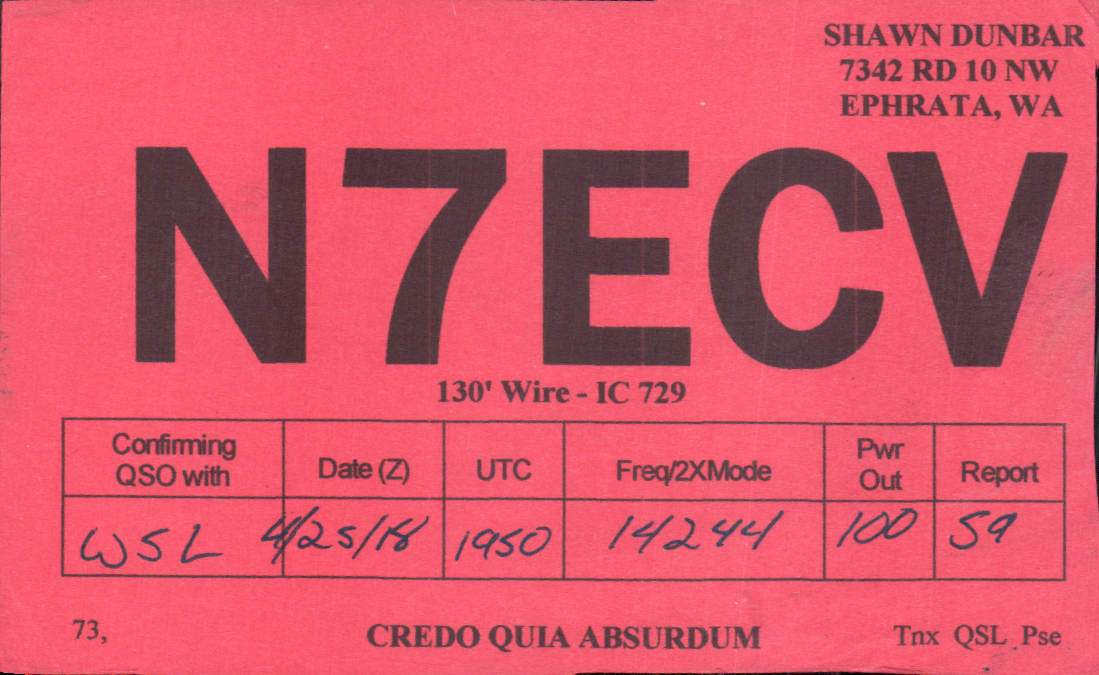 SHAWN DUNBAR
7342 RD 10 NW
EPHRATA, WA
N7ECV
130' Wire - IC 729
Confirming QSO with Date (Z) UTC Freq/2XMode Pwr Out Report
W5L 4/25/18 1950 14244 100 59
73, CREDO QUIA ABSURDUM Tnx QSL Pse